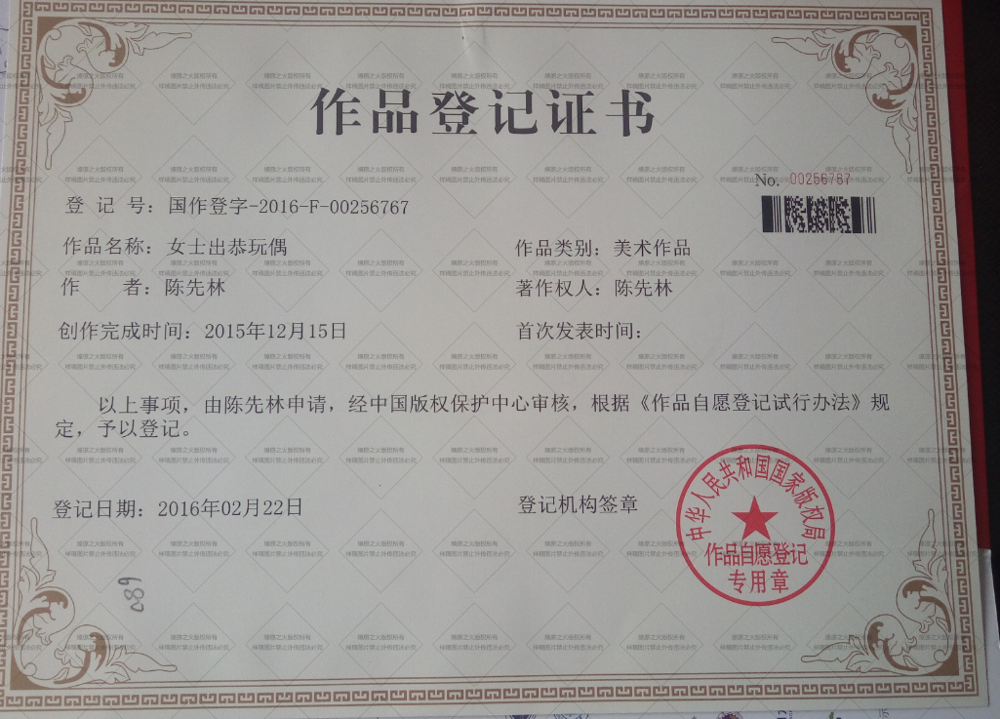 作品登记证书
No. 00256767
登 记 号：国作登字-2016-F-00256767
作品名称：女士出恭玩偶
作品类别：美术作品
作 者：陈先林
著作权人：陈先林
创作完成时间：2015年12月15日
首次发表时间：
以上事项，由陈先林申请，经中国版权保护中心审核，根据《作品自愿登记试行办法》规
定，予以登记。
登记日期：2016年02月22日
登记机构签章
中华人民共和国国家版权局
作品自愿登记
专用章